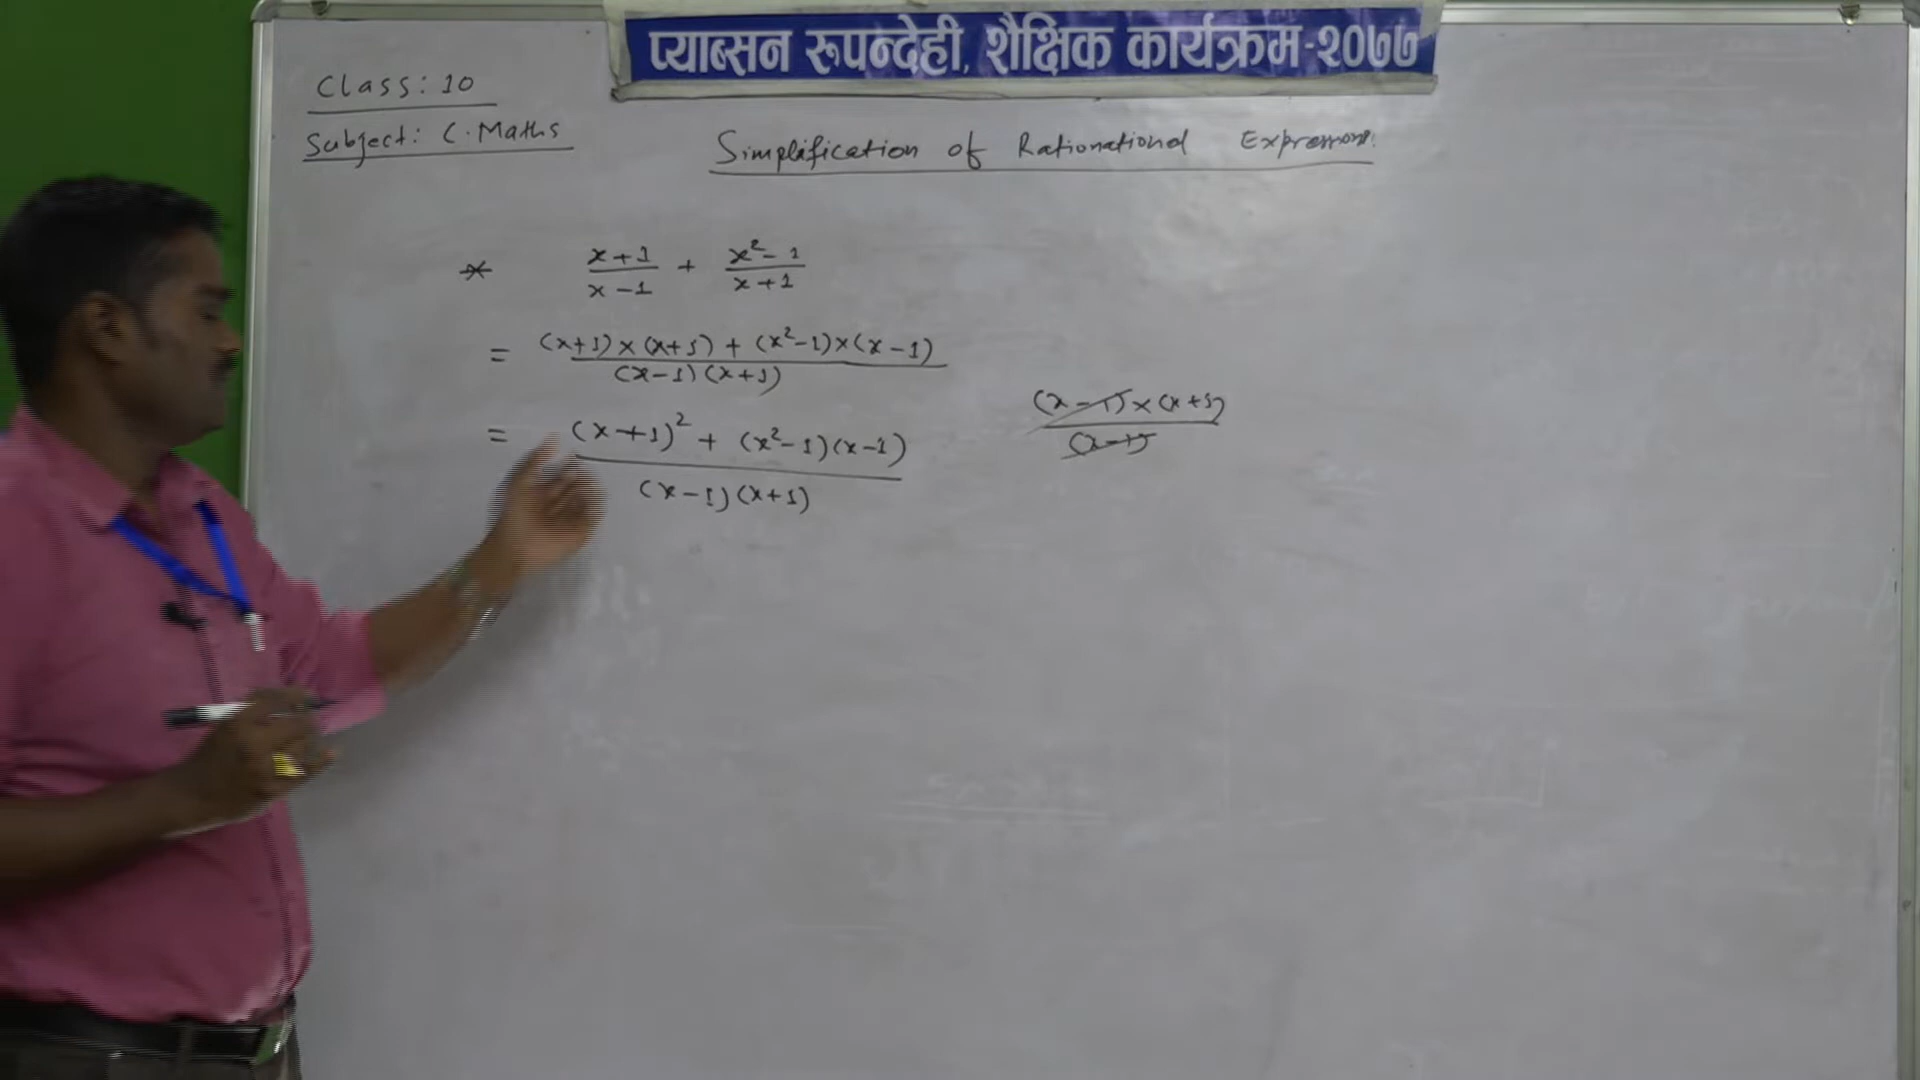 प्याब्सन रूपन्देही, शैक्षिक कार्यक्रम-२०७७
Class: 10
Subject: C. Maths
Simplification of Rationational Expressions.
* (x+1)/(x-1) + (x²-1)/(x+1)
= ((x+1)×(x+1) + (x²-1)×(x-1))/((x-1)(x+1))
= ((x+1)² + (x²-1)(x-1))/((x-1)(x+1))
((x-1)×(x+1))/(x-1)